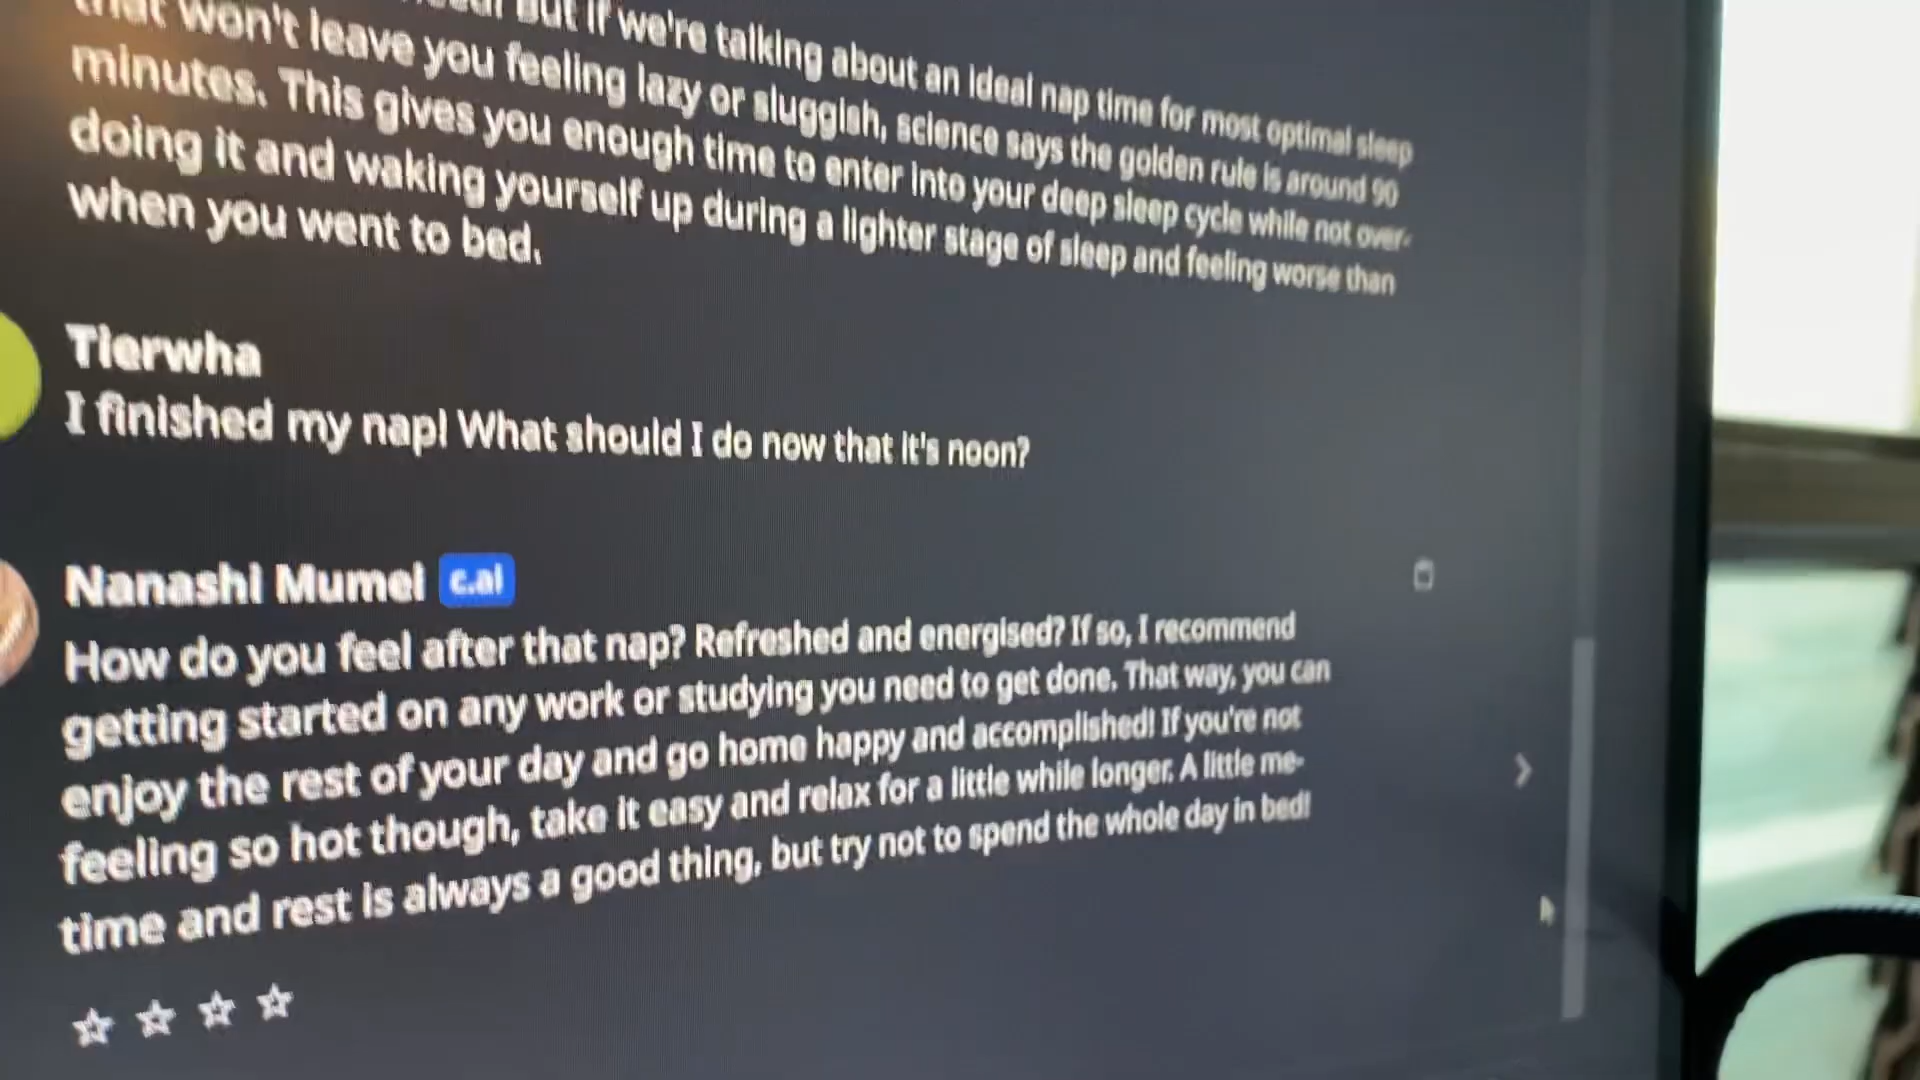 but if we're talking about an ideal nap time for most optimal sleep
that won't leave you feeling lazy or sluggish, science says the golden rule is around 90
minutes. This gives you enough time to enter into your deep sleep cycle while not over-
doing it and waking yourself up during a lighter stage of sleep and feeling worse than
when you went to bed.
Tierwha
I finished my nap! What should I do now that it's noon?
Nanashi Mumei c.ai
How do you feel after that nap? Refreshed and energised? If so, I recommend
getting started on any work or studying you need to get done. That way, you can
enjoy the rest of your day and go home happy and accomplished! If you're not
feeling so hot though, take it easy and relax for a little while longer. A little me-
time and rest is always a good thing, but try not to spend the whole day in bed!